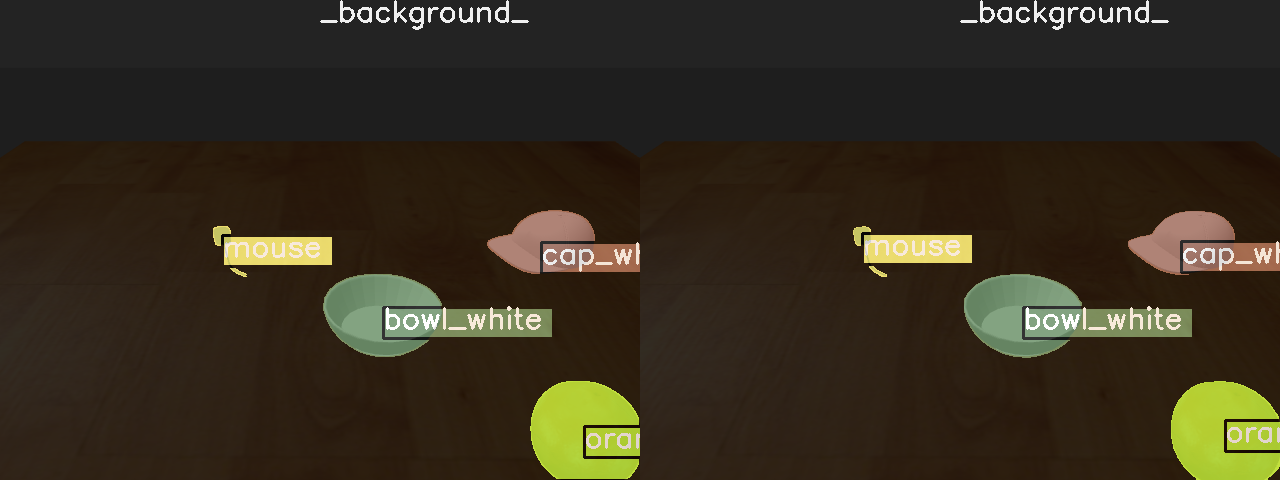 _background_
_background_
mouse
mouse
cap_wh
cap_wh
bowl_white
bowl_white
oran
oran